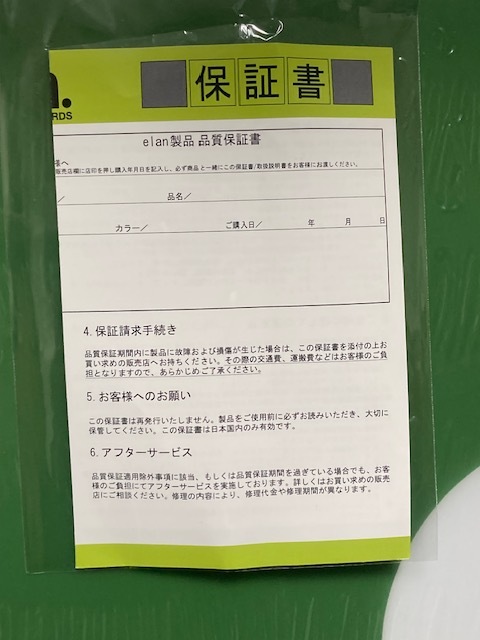 保証書
n.
RDS
elan製品 品質保証書
様へ
販売店欄に店印を押し購入年月日を記入し、必ず商品と一緒にこの保証書/取扱説明書をお客様にお渡しください。
品名／
カラー／ ご購入日／ 年 月 日
4.保証請求手続き
品質保証期間内に製品に故障および損傷が生じた場合は、この保証書を添付の上お
買い求めの販売店へお持ちください。その際の交通費、運搬費などはお客様のご負
担となりますので、あらかじめご了承ください。
5.お客様へのお願い
この保証書は再発行いたしません。製品をご使用前に必ずお読みいただき、大切に
保管してください。この保証書は日本国内のみ有効です。
6.アフターサービス
品質保証適用除外事項に該当、もしくは品質保証期間を過ぎている場合でも、お客
様のご負担にてアフターサービスを実施しております。詳しくはお買い求めの販売
店にご相談ください。修理の内容により、修理代金や修理期間が異なります。